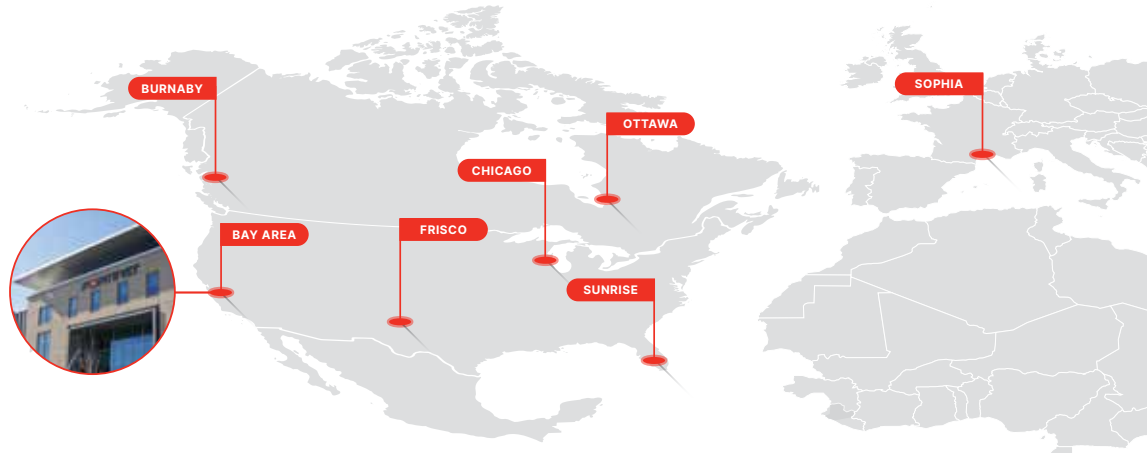 BURNABY
SOPHIA
OTTAWA
CHICAGO
BAY AREA
FRISCO
SUNRISE